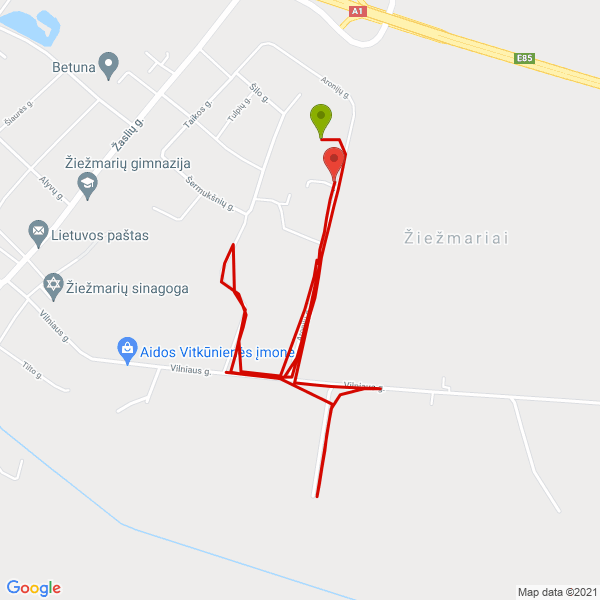 A1
E85
Betuna
Aronijų g.
Šilo g.
Taikos g.
Tulpių g.
Šiaurės g.
Žaslių g.
Žiežmarių gimnazija
Alyvų g.
Šermukšnių g.
Lietuvos paštas
Žiežmariai
Žiežmarių sinagoga
Vilniaus g.
Aidos Vitkūnienės įmonė
Tilto g.
Vilniaus g.
Vilniaus g.
Google
Map data ©2021